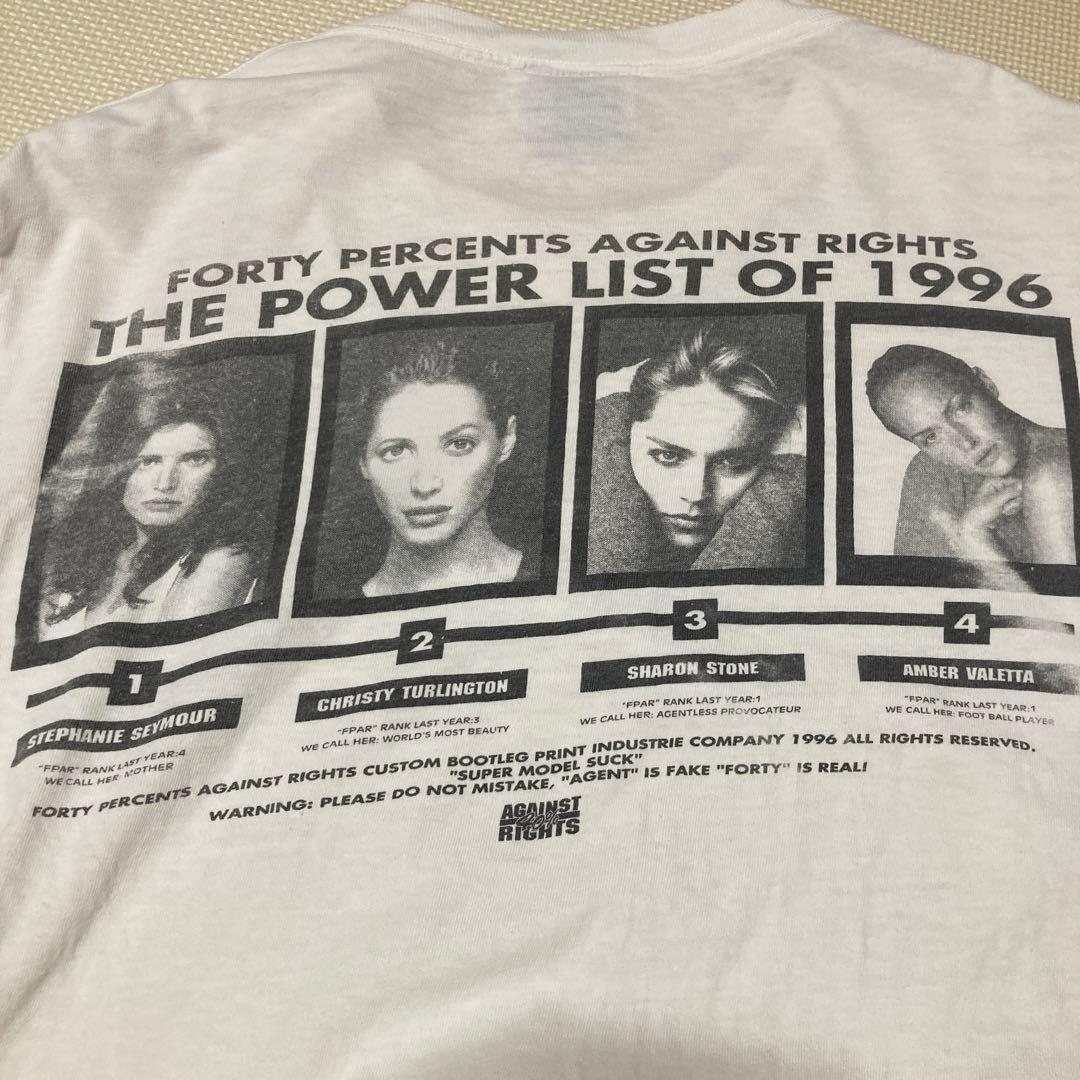 FORTY PERCENTS AGAINST RIGHTS
THE POWER LIST OF 1996
1
STEPHANIE SEYMOUR
"FPAR" RANK LAST YEAR:4
WE CALL HER: MOTHER
2
CHRISTY TURLINGTON
"FPAR" RANK LAST YEAR:3
WE CALL HER: WORLD'S MOST BEAUTY
3
SHARON STONE
"FPAR" RANK LAST YEAR:1
WE CALL HER: AGENTLESS PROVOCATEUR
4
AMBER VALETTA
"FPAR" RANK LAST YEAR:1
WE CALL HER: FOOT BALL PLAYER
FORTY PERCENTS AGAINST RIGHTS CUSTOM BOOTLEG PRINT INDUSTRIE COMPANY 1996 ALL RIGHTS RESERVED.
"SUPER MODEL SUCK"
WARNING: PLEASE DO NOT MISTAKE, "AGENT" IS FAKE "FORTY" IS REAL!
AGAINST
40%
RIGHTS